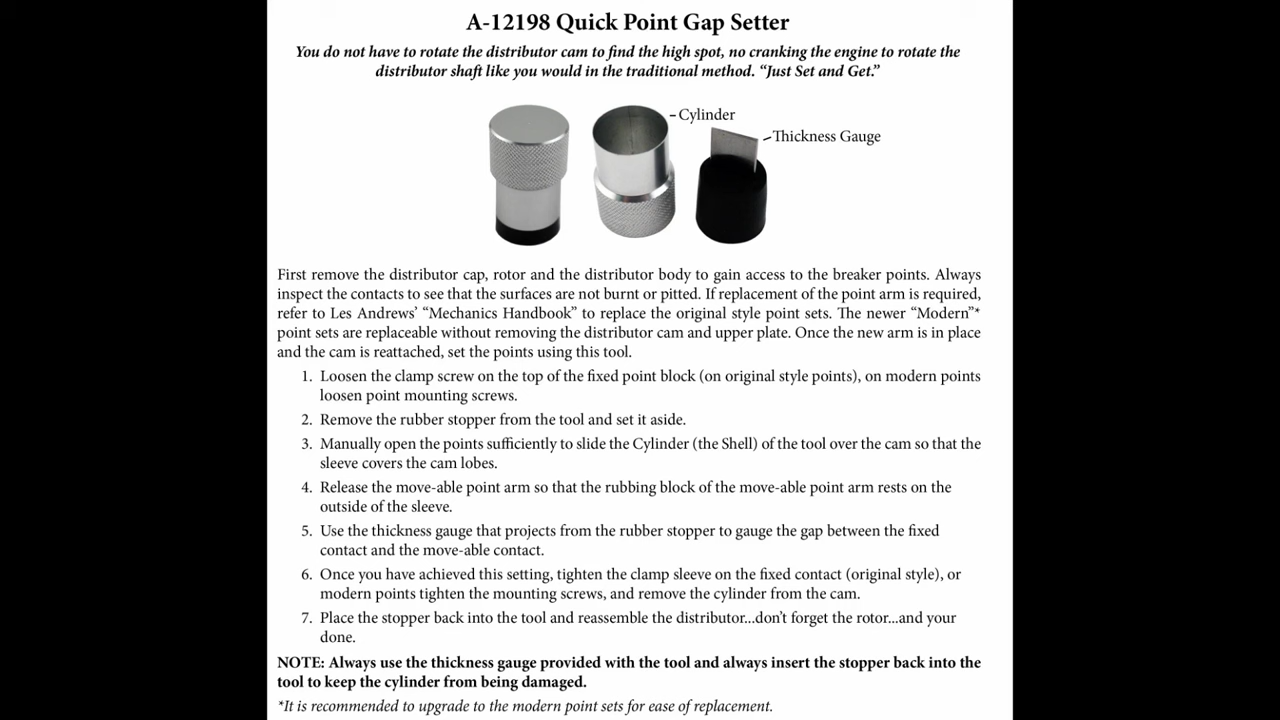 A-12198 Quick Point Gap Setter
You do not have to rotate the distributor cam to find the high spot, no cranking the engine to rotate the
distributor shaft like you would in the traditional method. “Just Set and Get.”
Cylinder
Thickness Gauge
First remove the distributor cap, rotor and the distributor body to gain access to the breaker points. Always
inspect the contacts to see that the surfaces are not burnt or pitted. If replacement of the point arm is required,
refer to Les Andrews’ “Mechanics Handbook” to replace the original style point sets. The newer “Modern”*
point sets are replaceable without removing the distributor cam and upper plate. Once the new arm is in place
and the cam is reattached, set the points using this tool.
1. Loosen the clamp screw on the top of the fixed point block (on original style points), on modern points
loosen point mounting screws.
2. Remove the rubber stopper from the tool and set it aside.
3. Manually open the points sufficiently to slide the Cylinder (the Shell) of the tool over the cam so that the
sleeve covers the cam lobes.
4. Release the move-able point arm so that the rubbing block of the move-able point arm rests on the
outside of the sleeve.
5. Use the thickness gauge that projects from the rubber stopper to gauge the gap between the fixed
contact and the move-able contact.
6. Once you have achieved this setting, tighten the clamp sleeve on the fixed contact (original style), or
modern points tighten the mounting screws, and remove the cylinder from the cam.
7. Place the stopper back into the tool and reassemble the distributor...don’t forget the rotor...and your
done.
NOTE: Always use the thickness gauge provided with the tool and always insert the stopper back into the
tool to keep the cylinder from being damaged.
*It is recommended to upgrade to the modern point sets for ease of replacement.